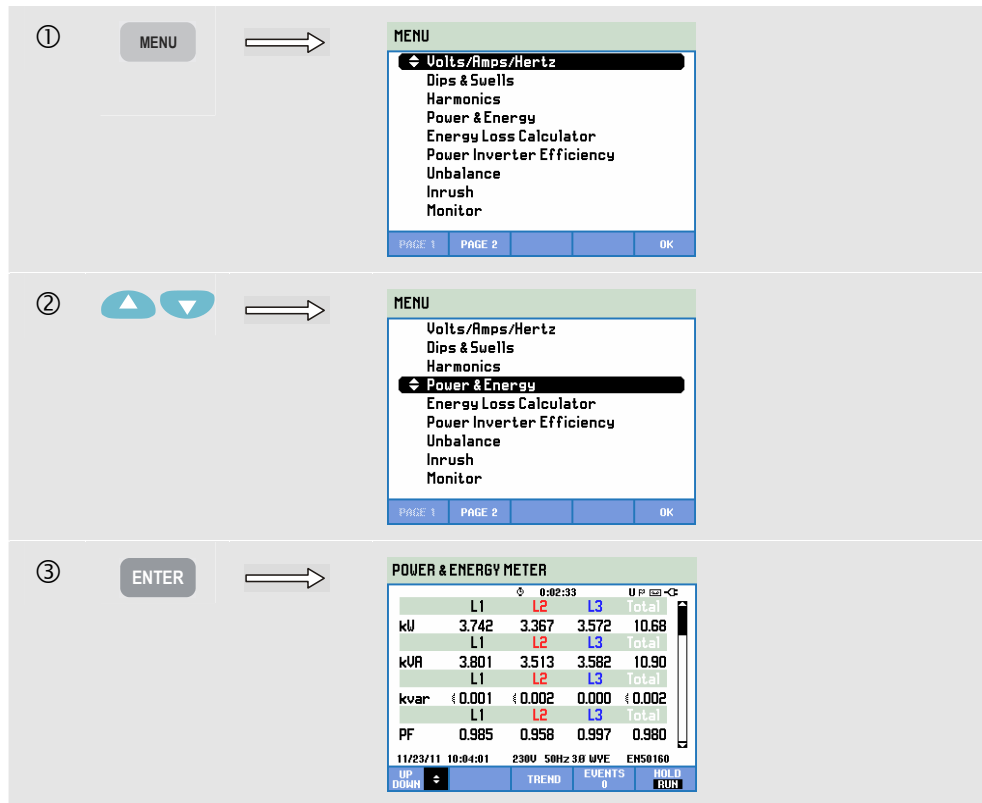 ① MENU
MENU
Volts/Amps/Hertz
Dips & Swells
Harmonics
Power & Energy
Energy Loss Calculator
Power Inverter Efficiency
Unbalance
Inrush
Monitor
PAGE 1 PAGE 2 OK
②
MENU
Volts/Amps/Hertz
Dips & Swells
Harmonics
Power & Energy
Energy Loss Calculator
Power Inverter Efficiency
Unbalance
Inrush
Monitor
PAGE 1 PAGE 2 OK
③ ENTER
POWER & ENERGY METER
0:02:33 U
L1 L2 L3 Total
kW 3.742 3.367 3.572 10.68
L1 L2 L3 Total
kVA 3.801 3.513 3.582 10.90
L1 L2 L3 Total
kvar 0.001 0.002 0.000 0.002
L1 L2 L3 Total
PF 0.985 0.958 0.997 0.980
11/23/11 10:04:01 230V 50Hz 3Ø WYE EN50160
UP DOWN TREND EVENTS 0 HOLD RUN